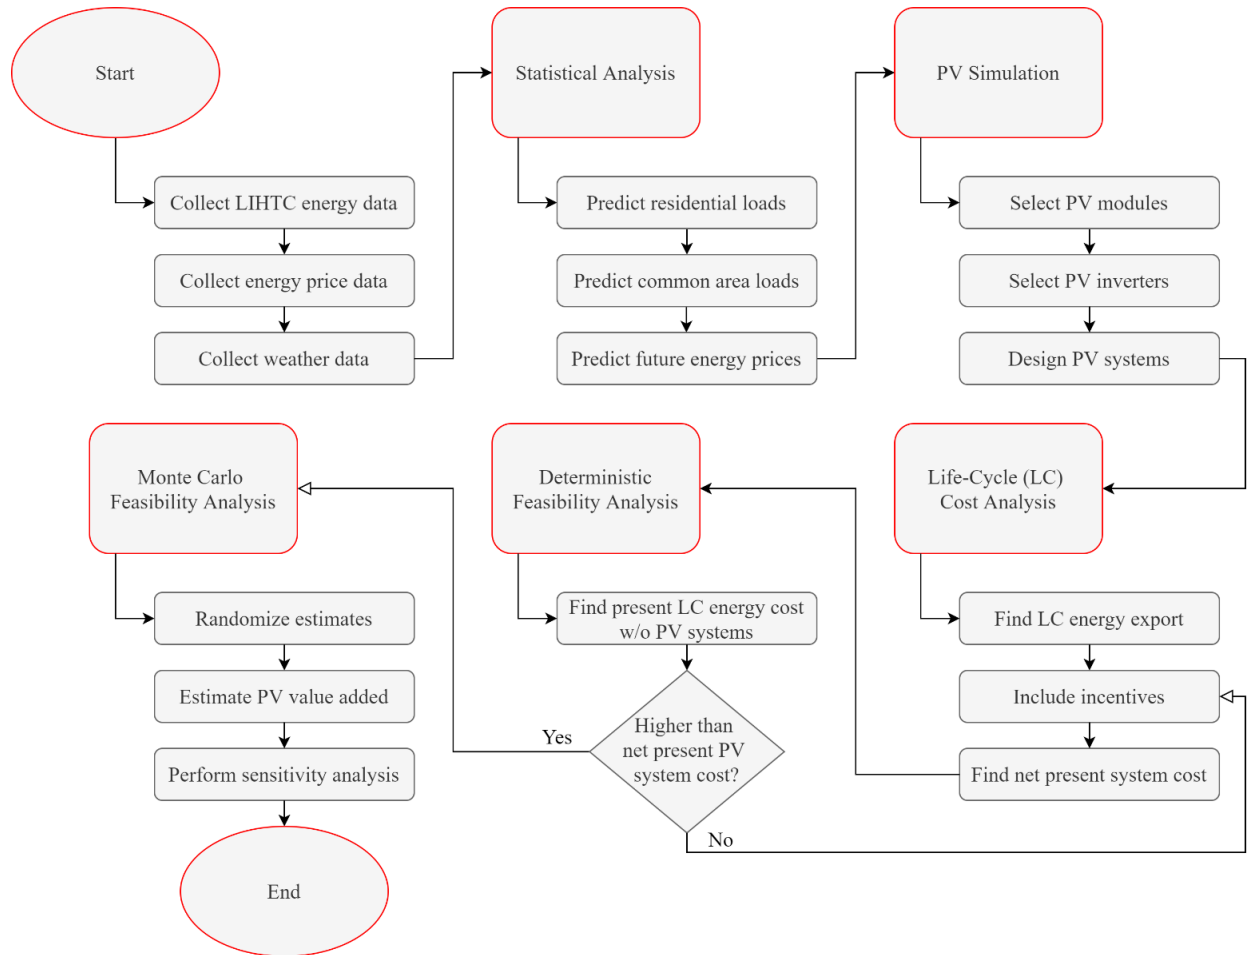 Start
Collect LIHTC energy data
Collect energy price data
Collect weather data
Statistical Analysis
Predict residential loads
Predict common area loads
Predict future energy prices
PV Simulation
Select PV modules
Select PV inverters
Design PV systems
Life-Cycle (LC)
Cost Analysis
Find LC energy export
Include incentives
Find net present system cost
Deterministic
Feasibility Analysis
Find present LC energy cost
w/o PV systems
Higher than
net present PV
system cost?
Yes
No
Monte Carlo
Feasibility Analysis
Randomize estimates
Estimate PV value added
Perform sensitivity analysis
End